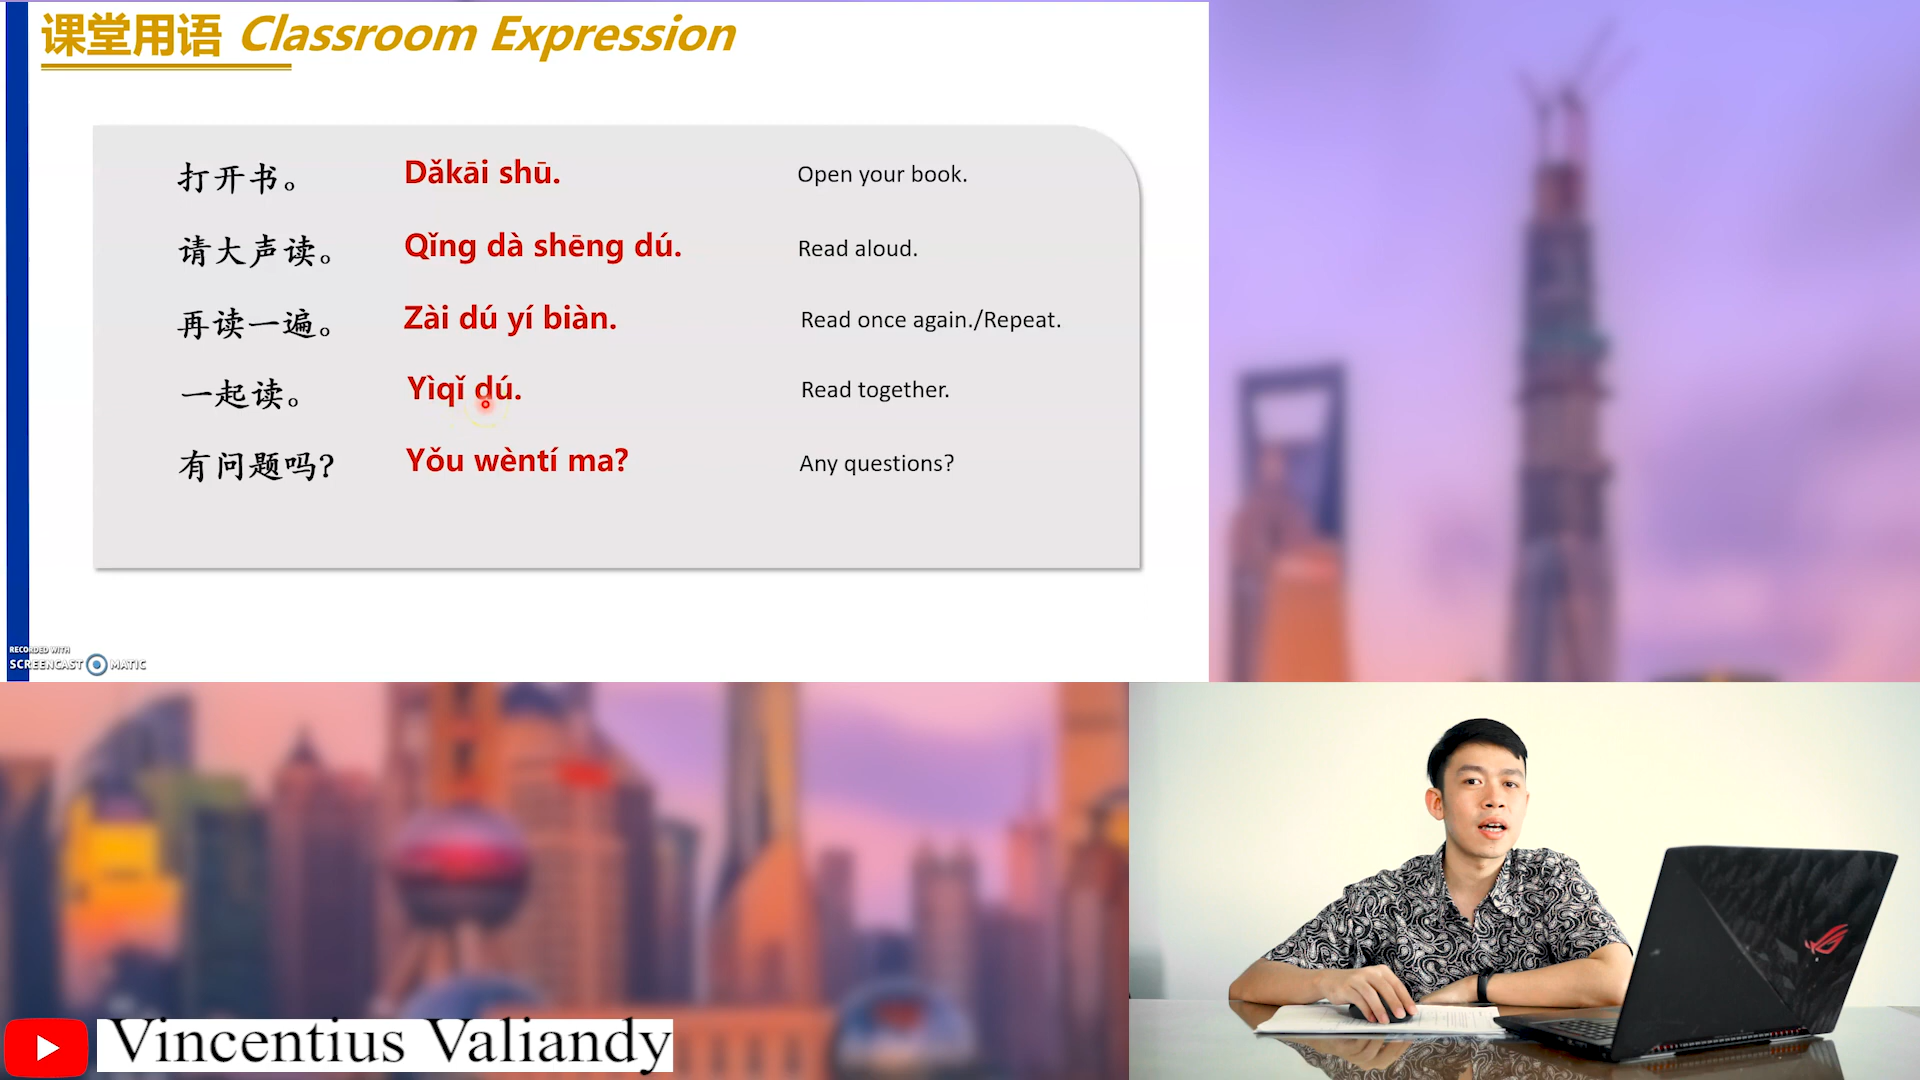 课堂用语 Classroom Expression
打开书。 Dǎkāi shū. Open your book.
请大声读。 Qǐng dà shēng dú. Read aloud.
再读一遍。 Zài dú yí biàn. Read once again./Repeat.
一起读。 Yìqǐ dú. Read together.
有问题吗? Yǒu wèntí ma? Any questions?
RECORDED WITH
SCREENCAST MATIC
Vincentius Valiandy